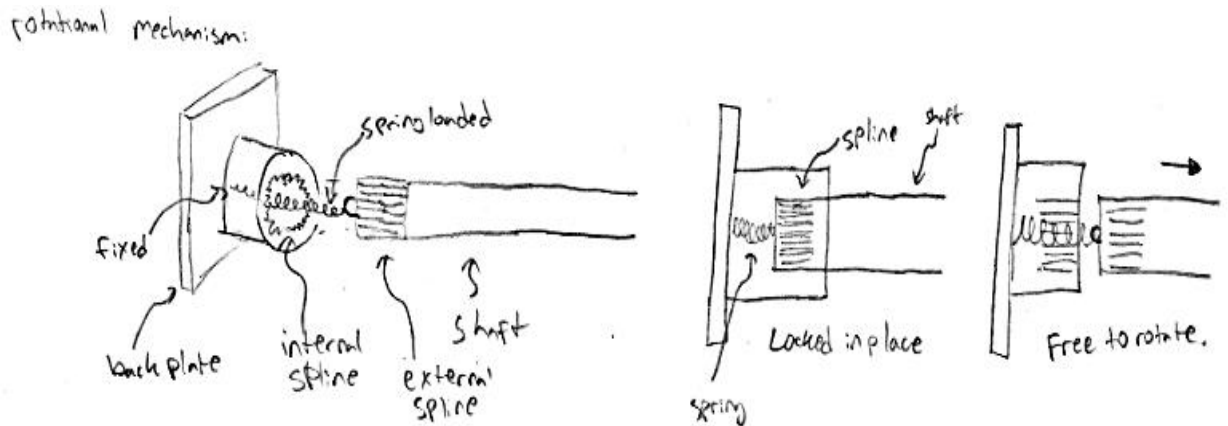 rotational mechanism:
spring loaded
fixed
back plate
internal
spline
external
spline
shaft
spline
shaft
spring
Locked in place
Free to rotate.